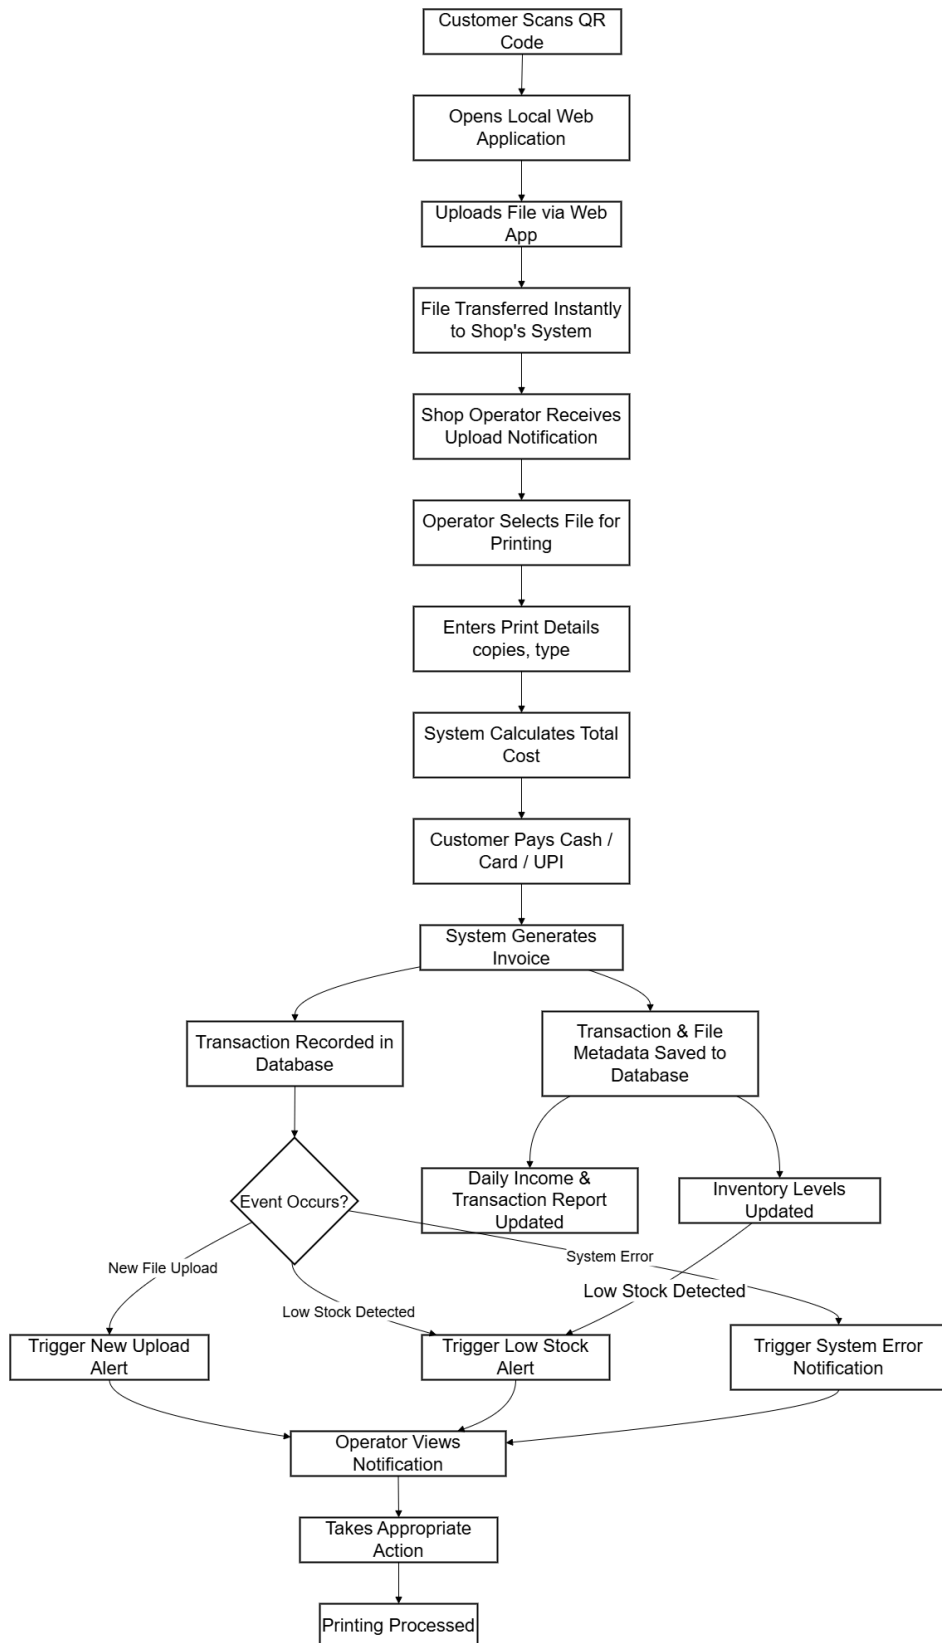 Customer Scans QR
Code
Opens Local Web
Application
Uploads File via Web
App
File Transferred Instantly
to Shop's System
Shop Operator Receives
Upload Notification
Operator Selects File for
Printing
Enters Print Details
copies, type
System Calculates Total
Cost
Customer Pays Cash /
Card / UPI
System Generates
Invoice
Transaction Recorded in
Database
Transaction & File
Metadata Saved to
Database
Event Occurs?
Daily Income &
Transaction Report
Updated
Inventory Levels
Updated
New File Upload
System Error
Low Stock Detected
Low Stock Detected
Trigger New Upload
Alert
Trigger Low Stock
Alert
Trigger System Error
Notification
Operator Views
Notification
Takes Appropriate
Action
Printing Processed